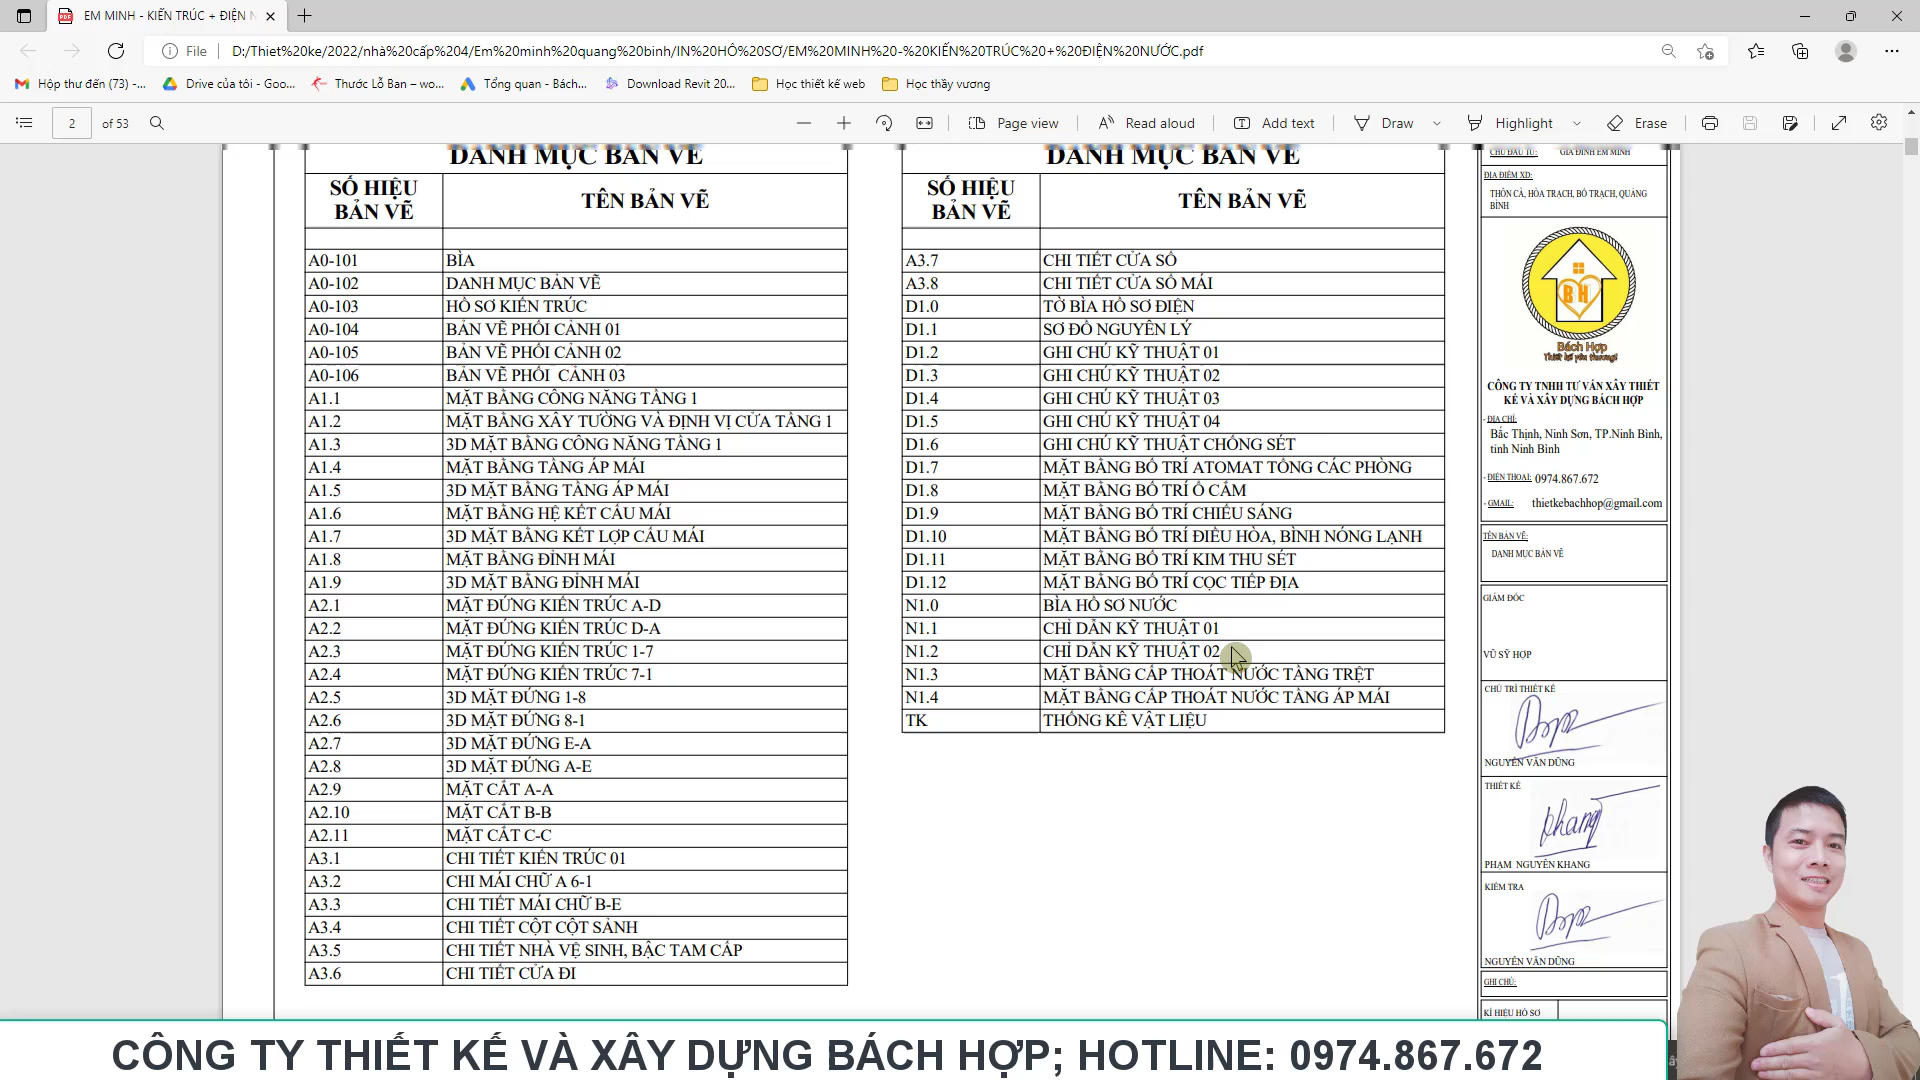 EM MINH - KIẾN TRÚC + ĐIỆN N
File
D:/Thiet%20ke/2022/nhà%20cấp%204/Em%20minh%20quang%20binh/IN%20HỒ%20SƠ/EM%20MINH%20-%20KIẾN%20TRÚC%20+%20ĐIỆN%20NƯỚC.pdf
Hộp thư đến (73) -...
Drive của tôi - Goo...
Thước Lỗ Ban – wo...
Tổng quan - Bách...
Download Revit 20...
Học thiết kế web
Học thầy vương
2 of 53
Page view
Read aloud
Add text
Draw
Highlight
Erase
DANH MỤC BẢN VẼ
SỐ HIỆU BẢN VẼ TÊN BẢN VẼ
A0-101 BÌA
A0-102 DANH MỤC BẢN VẼ
A0-103 HỒ SƠ KIẾN TRÚC
A0-104 BẢN VẼ PHỐI CẢNH 01
A0-105 BẢN VẼ PHỐI CẢNH 02
A0-106 BẢN VẼ PHỐI CẢNH 03
A1.1 MẶT BẰNG CÔNG NĂNG TẦNG 1
A1.2 MẶT BẰNG XÂY TƯỜNG VÀ ĐỊNH VỊ CỬA TẦNG 1
A1.3 3D MẶT BẰNG CÔNG NĂNG TẦNG 1
A1.4 MẶT BẰNG TẦNG ÁP MÁI
A1.5 3D MẶT BẰNG TẦNG ÁP MÁI
A1.6 MẶT BẰNG HỆ KẾT CẤU MÁI
A1.7 3D MẶT BẰNG KẾT LỢP CẤU MÁI
A1.8 MẶT BẰNG ĐỈNH MÁI
A1.9 3D MẶT BẰNG ĐỈNH MÁI
A2.1 MẶT ĐỨNG KIẾN TRÚC A-D
A2.2 MẶT ĐỨNG KIẾN TRÚC D-A
A2.3 MẶT ĐỨNG KIẾN TRÚC 1-7
A2.4 MẶT ĐỨNG KIẾN TRÚC 7-1
A2.5 3D MẶT ĐỨNG 1-8
A2.6 3D MẶT ĐỨNG 8-1
A2.7 3D MẶT ĐỨNG E-A
A2.8 3D MẶT ĐỨNG A-E
A2.9 MẶT CẮT A-A
A2.10 MẶT CẮT B-B
A2.11 MẶT CẮT C-C
A3.1 CHI TIẾT KIẾN TRÚC 01
A3.2 CHI MÁI CHỮ A 6-1
A3.3 CHI TIẾT MÁI CHỮ B-E
A3.4 CHI TIẾT CỘT CỘT SẢNH
A3.5 CHI TIẾT NHÀ VỆ SINH, BẬC TAM CẤP
A3.6 CHI TIẾT CỬA ĐI
DANH MỤC BẢN VẼ
SỐ HIỆU BẢN VẼ TÊN BẢN VẼ
A3.7 CHI TIẾT CỬA SỔ
A3.8 CHI TIẾT CỬA SỔ MÁI
D1.0 TỜ BÌA HỒ SƠ ĐIỆN
D1.1 SƠ ĐỒ NGUYÊN LÝ
D1.2 GHI CHÚ KỸ THUẬT 01
D1.3 GHI CHÚ KỸ THUẬT 02
D1.4 GHI CHÚ KỸ THUẬT 03
D1.5 GHI CHÚ KỸ THUẬT 04
D1.6 GHI CHÚ KỸ THUẬT CHỐNG SÉT
D1.7 MẶT BẰNG BỐ TRÍ ATOMAT TỔNG CÁC PHÒNG
D1.8 MẶT BẰNG BỐ TRÍ Ổ CẮM
D1.9 MẶT BẰNG BỐ TRÍ CHIẾU SÁNG
D1.10 MẶT BẰNG BỐ TRÍ ĐIỀU HÒA, BÌNH NÓNG LẠNH
D1.11 MẶT BẰNG BỐ TRÍ KIM THU SÉT
D1.12 MẶT BẰNG BỐ TRÍ CỌC TIẾP ĐỊA
N1.0 BÌA HỒ SƠ NƯỚC
N1.1 CHỈ DẪN KỸ THUẬT 01
N1.2 CHỈ DẪN KỸ THUẬT 02
N1.3 MẶT BẰNG CẤP THOÁT NƯỚC TẦNG TRỆT
N1.4 MẶT BẰNG CẤP THOÁT NƯỚC TẦNG ÁP MÁI
TK THỐNG KÊ VẬT LIỆU
CHỦ ĐẦU TƯ: GIA ĐÌNH EM MINH
ĐỊA ĐIỂM XD:
THÔN CÀ, HÒA TRẠCH, BỐ TRẠCH, QUẢNG
BÌNH
BH
Bách Hợp
Thiết kế yêu thương!
CÔNG TY TNHH TƯ VẤN XÂY THIẾT
KẾ VÀ XÂY DỰNG BÁCH HỢP
- ĐỊA CHỈ:
Bắc Thịnh, Ninh Sơn, TP.Ninh Bình,
tỉnh Ninh Bình
- ĐIỆN THOẠI: 0974.867.672
- GMAIL: thietkebachhop@gmail.com
TÊN BẢN VẼ:
DANH MỤC BẢN VẼ
GIÁM ĐỐC
VŨ SỸ HỢP
CHỦ TRÌ THIẾT KẾ
NGUYỄN VĂN DŨNG
THIẾT KẾ
Khang
PHẠM NGUYÊN KHANG
KIỂM TRA
NGUYỄN VĂN DŨNG
GHI CHÚ:
KÍ HIỆU HỒ SƠ
CÔNG TY THIẾT KẾ VÀ XÂY DỰNG BÁCH HỢP; HOTLINE: 0974.867.672